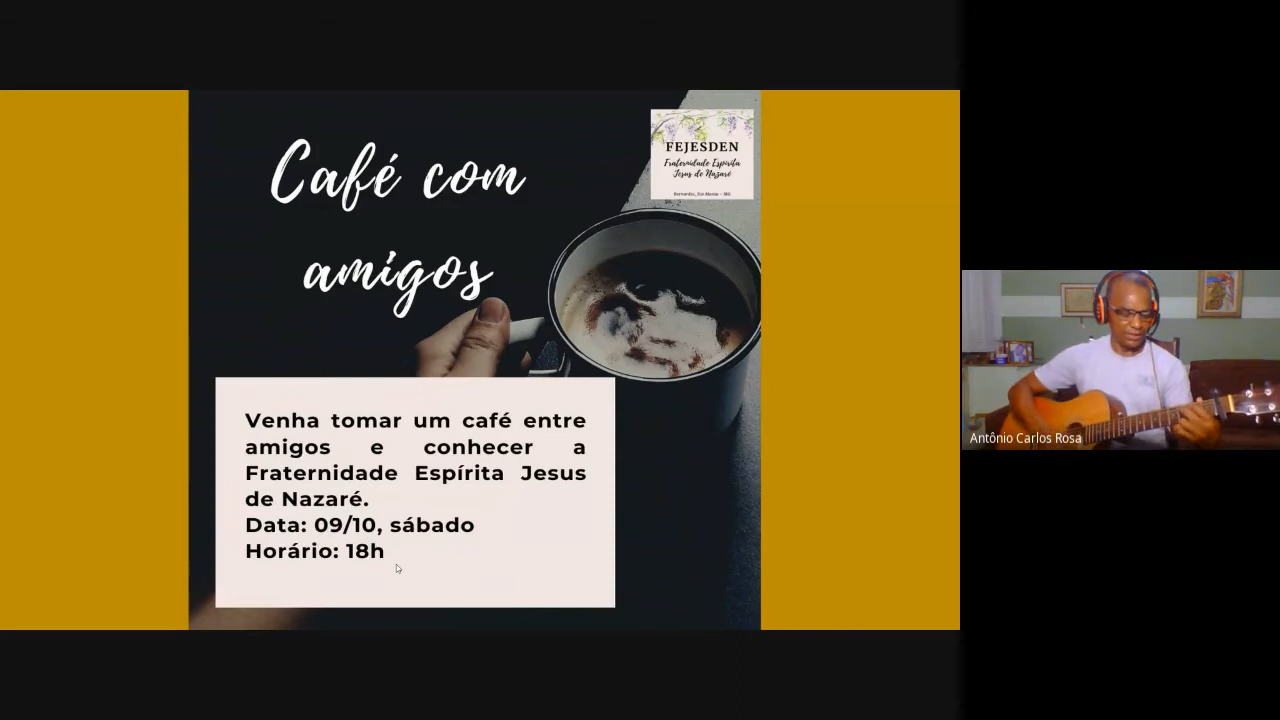 Café com
amigos
FEJESDEN
Fraternidade Espírita
Jesus de Nazaré
Venha tomar um café entre
amigos e conhecer a
Fraternidade Espírita Jesus
de Nazaré.
Data: 09/10, sábado
Horário: 18h
Antônio Carlos Rosa